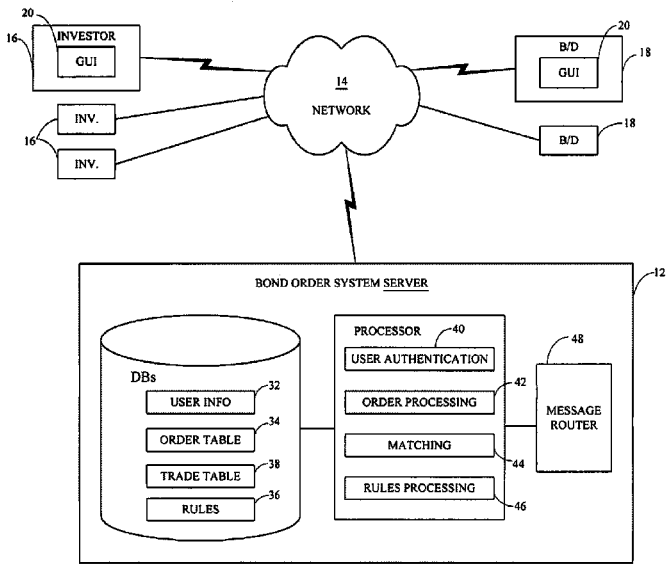 20
INVESTOR
16
GUI
INV.
16
INV.
14
NETWORK
20
B/D
18
GUI
18
B/D
BOND ORDER SYSTEM SERVER
12
DBs
USER INFO
32
ORDER TABLE
34
TRADE TABLE
38
RULES
36
PROCESSOR
40
USER AUTHENTICATION
42
ORDER PROCESSING
MATCHING
44
RULES PROCESSING
46
48
MESSAGE
ROUTER